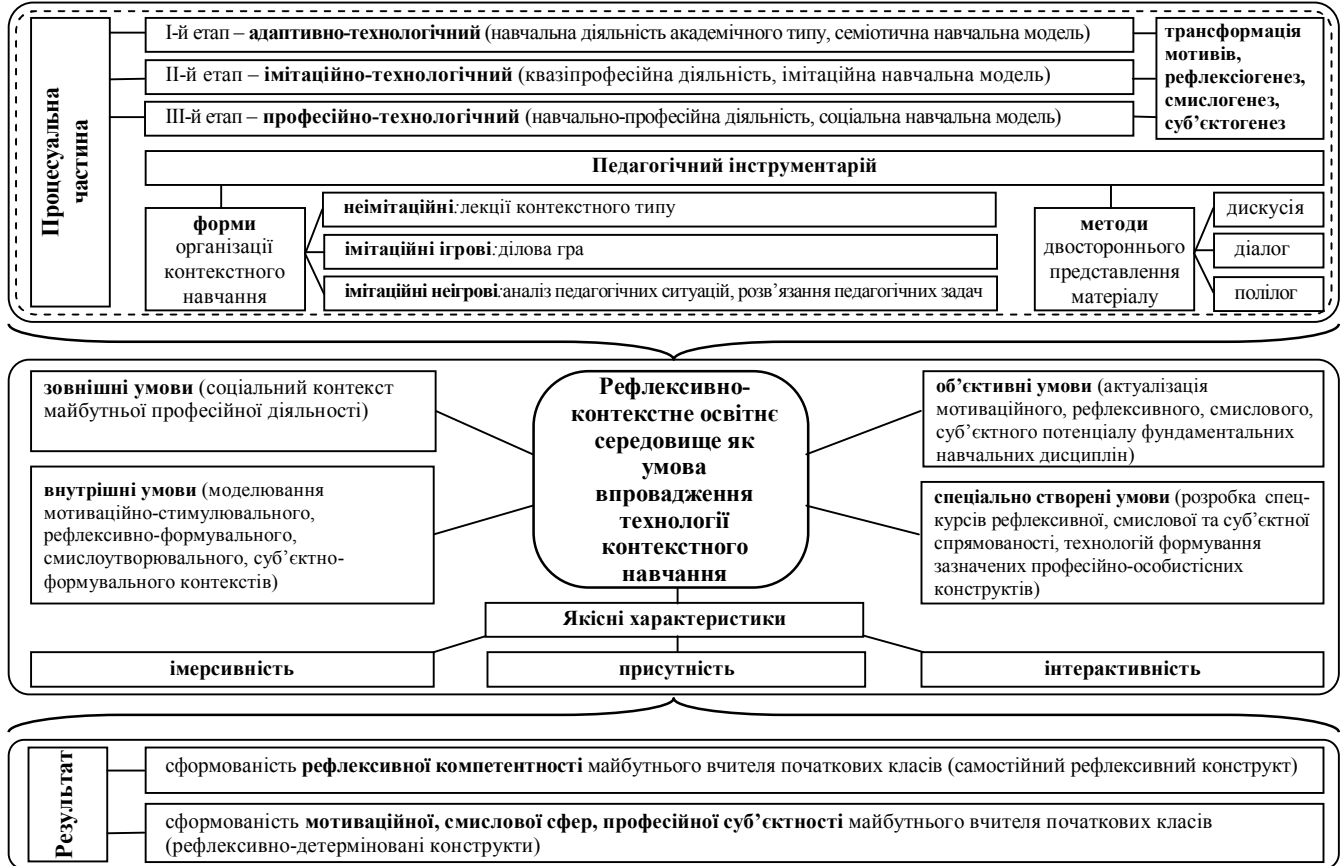 Процесуальна
частина
І-й етап – адаптивно-технологічний (навчальна діяльність академічного типу, семіотична навчальна модель)
ІІ-й етап – імітаційно-технологічний (квазіпрофесійна діяльність, імітаційна навчальна модель)
ІІІ-й етап – професійно-технологічний (навчально-професійна діяльність, соціальна навчальна модель)
трансформація
мотивів,
рефлексіогенез,
смислогенез,
суб’єктогенез
Педагогічний інструментарій
форми
організації
контекстного
навчання
неімітаційні:лекції контекстного типу
імітаційні ігрові:ділова гра
імітаційні неігрові:аналіз педагогічних ситуацій, розв’язання педагогічних задач
методи
двостороннього
представлення
матеріалу
дискусія
діалог
полілог
зовнішні умови (соціальний контекст
майбутньої професійної діяльності)
внутрішні умови (моделювання
мотиваційно-стимулювального,
рефлексивно-формувального,
смислоутворювального, суб’єктно-
формувального контекстів)
Рефлексивно-
контекстне освітнє
середовище як
умова
впровадження
технології
контекстного
навчання
об’єктивні умови (актуалізація
мотиваційного, рефлексивного, смислового,
суб’єктного потенціалу фундаментальних
навчальних дисциплін)
спеціально створені умови (розробка спец-
курсів рефлексивної, смислової та суб’єктної
спрямованості, технологій формування
зазначених професійно-особистісних
конструктів)
Якісні характеристики
імерсивність
присутність
інтерактивність
Результат
сформованість рефлексивної компетентності майбутнього вчителя початкових класів (самостійний рефлексивний конструкт)
сформованість мотиваційної, смислової сфер, професійної суб’єктності майбутнього вчителя початкових класів
(рефлексивно-детерміновані конструкти)